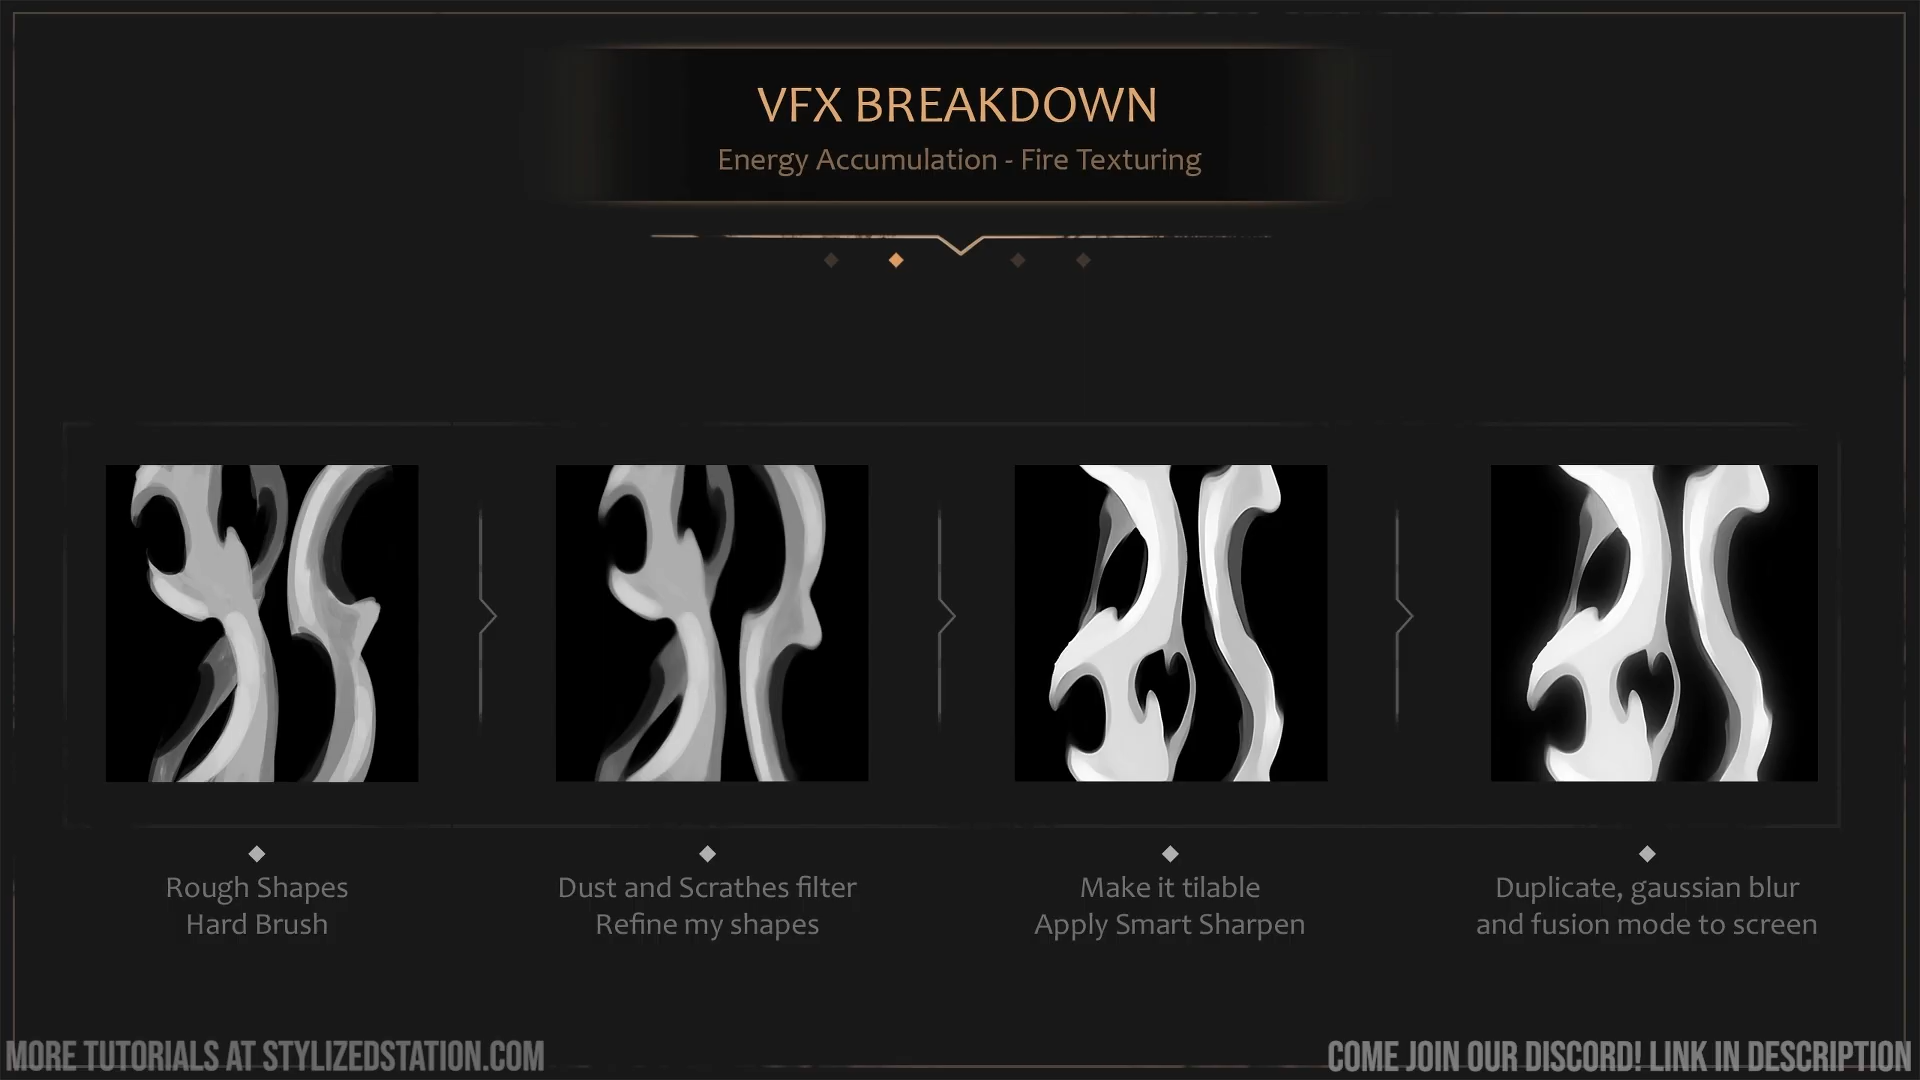 VFX BREAKDOWN
Energy Accumulation - Fire Texturing
Rough Shapes
Hard Brush
Dust and Scrathes filter
Refine my shapes
Make it tilable
Apply Smart Sharpen
Duplicate, gaussian blur
and fusion mode to screen
MORE TUTORIALS AT STYLIZEDSTATION.COM
COME JOIN OUR DISCORD! LINK IN DESCRIPTION